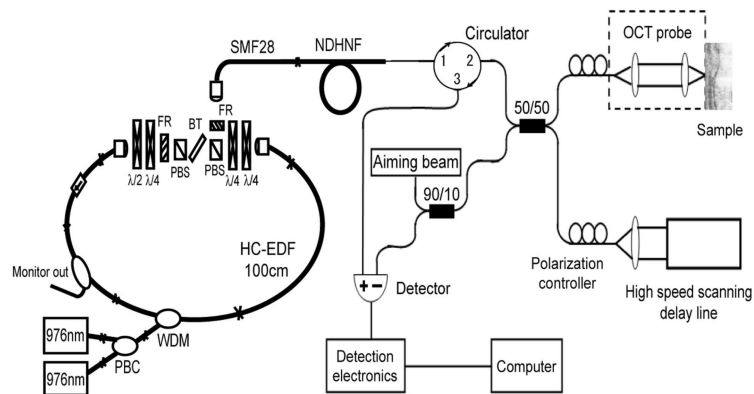 SMF28
NDHNF
Circulator
1 2
3
OCT probe
Sample
50/50
FR
FR
BT
PBS
PBS
λ/2 λ/4
λ/4 λ/4
Aiming beam
90/10
HC-EDF
100cm
Monitor out
WDM
976nm
PBC
976nm
+ −
Detector
Polarization
controller
High speed scanning
delay line
Detection
electronics
Computer